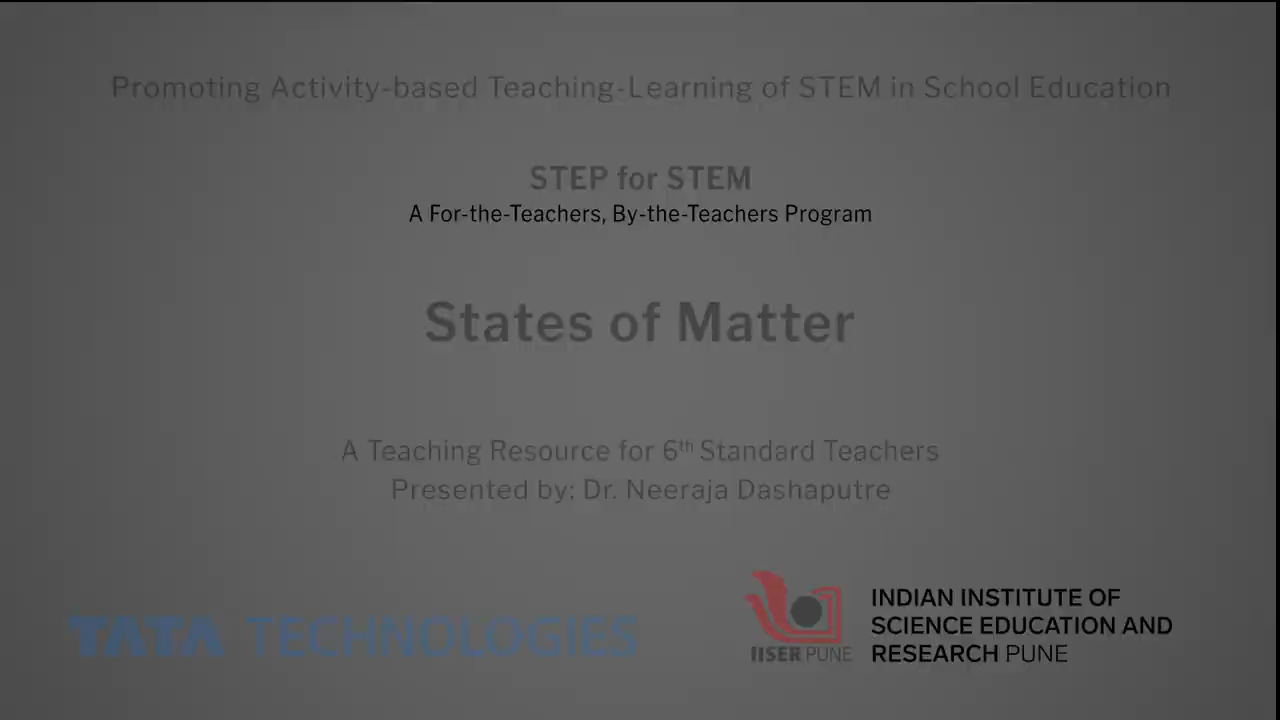 Promoting Activity-based Teaching-Learning of STEM in School Education
STEP for STEM
A For-the-Teachers, By-the-Teachers Program
States of Matter
A Teaching Resource for 6th Standard Teachers
Presented by: Dr. Neeraja Dashaputre
TATA TECHNOLOGIES
IISER PUNE
INDIAN INSTITUTE OF
SCIENCE EDUCATION AND
RESEARCH PUNE